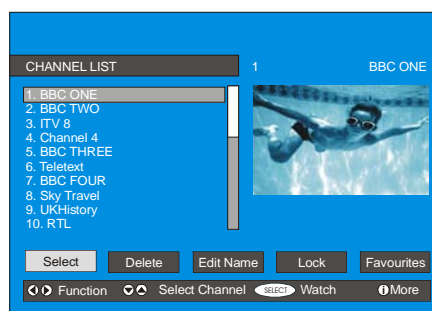 CHANNEL LIST
1 BBC ONE
1. BBC ONE
2. BBC TWO
3. ITV 8
4. Channel 4
5. BBC THREE
6. Teletext
7. BBC FOUR
8. Sky Travel
9. UKHistory
10. RTL
Select Delete Edit Name Lock Favourites
Function Select Channel SELECT Watch i More